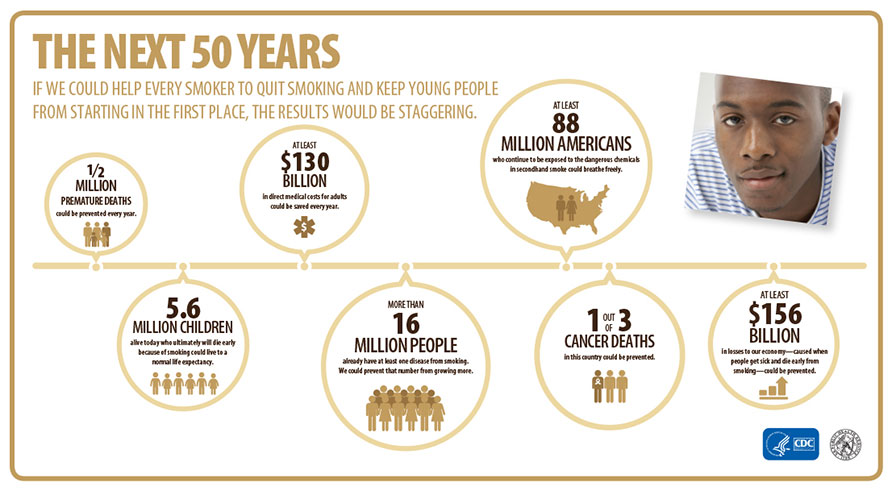 THE NEXT 50 YEARS
IF WE COULD HELP EVERY SMOKER TO QUIT SMOKING AND KEEP YOUNG PEOPLE
FROM STARTING IN THE FIRST PLACE, THE RESULTS WOULD BE STAGGERING.
1/2
MILLION
PREMATURE DEATHS
could be prevented every year.
5.6
MILLION CHILDREN
alive today who ultimately will die early
because of smoking could live to a
normal life expectancy.
AT LEAST
$130
BILLION
in direct medical costs for adults
could be saved every year.
$
MORE THAN
16
MILLION PEOPLE
already have at least one disease from smoking.
We could prevent that number from growing more.
AT LEAST
88
MILLION AMERICANS
who continue to be exposed to the dangerous chemicals
in secondhand smoke could breathe freely.
1 OUT OF 3
CANCER DEATHS
in this country could be prevented.
AT LEAST
$156
BILLION
in losses to our economy—caused when
people get sick and die early from
smoking—could be prevented.
CDC